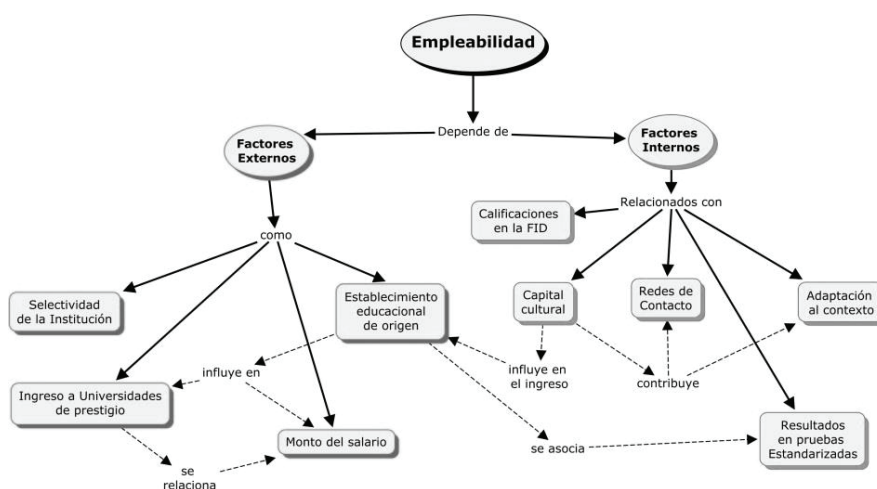 Empleabilidad
Depende de
Factores
Externos
Factores
Internos
Relacionados con
Calificaciones
en la FID
como
Selectividad
de la Institución
Establecimiento
educacional
de origen
Capital
cultural
Redes de
Contacto
Adaptación
al contexto
influye en
influye en
el ingreso
contribuye
Ingreso a Universidades
de prestigio
Monto del salario
se asocia
Resultados
en pruebas
Estandarizadas
se
relaciona